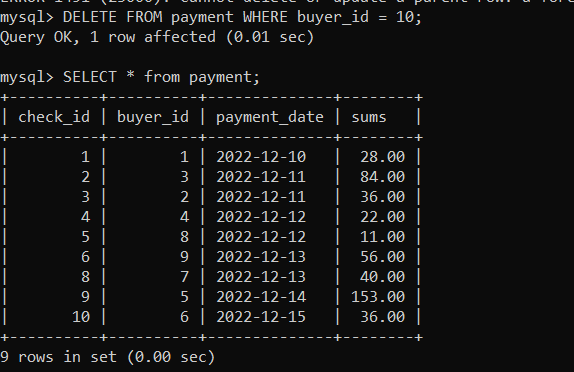 ERROR 1451 (23000): Cannot delete or update a parent row: a fore
mysql> DELETE FROM payment WHERE buyer_id = 10;
Query OK, 1 row affected (0.01 sec)
mysql> SELECT * from payment;
+----------+----------+--------------+--------+
| check_id | buyer_id | payment_date | sums   |
+----------+----------+--------------+--------+
|        1 |        1 | 2022-12-10   |  28.00 |
|        2 |        3 | 2022-12-11   |  84.00 |
|        3 |        2 | 2022-12-11   |  36.00 |
|        4 |        4 | 2022-12-12   |  22.00 |
|        5 |        8 | 2022-12-12   |  11.00 |
|        6 |        9 | 2022-12-13   |  56.00 |
|        8 |        7 | 2022-12-13   |  40.00 |
|        9 |        5 | 2022-12-14   | 153.00 |
|       10 |        6 | 2022-12-15   |  36.00 |
+----------+----------+--------------+--------+
9 rows in set (0.00 sec)